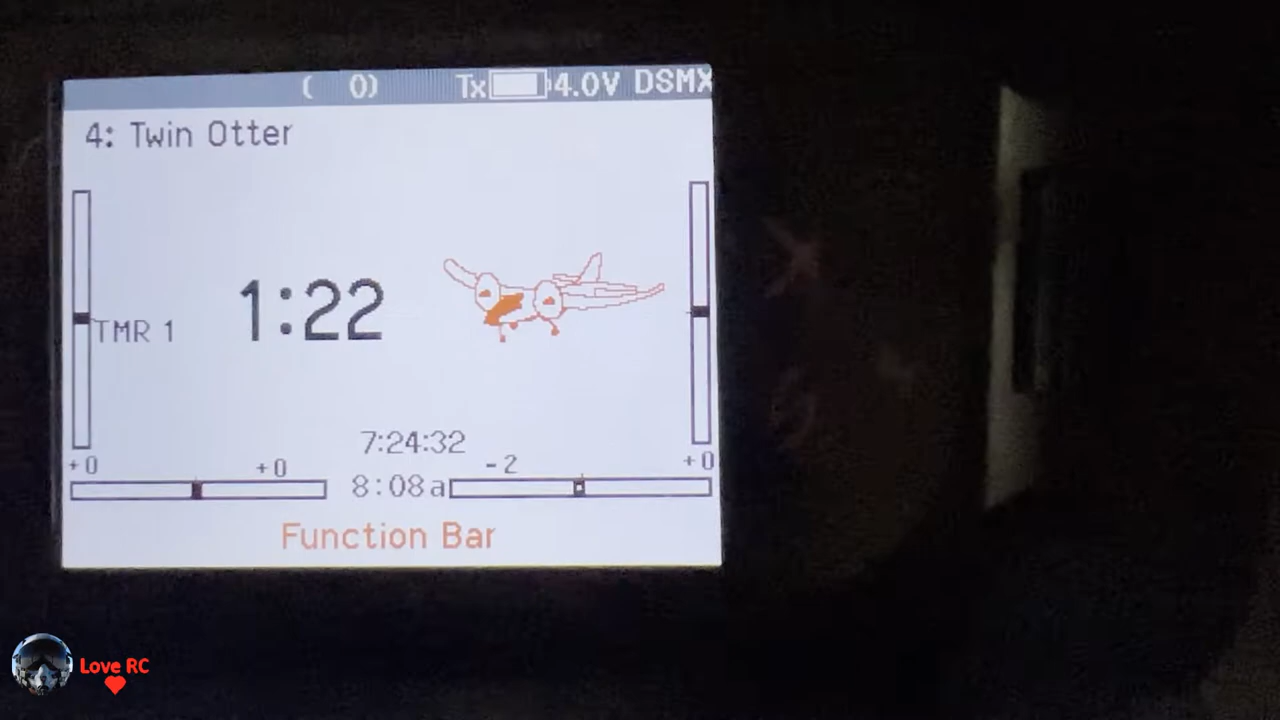 ( 0) Tx 4.0V DSMX
4: Twin Otter
TMR 1 1:22
7:24:32
+0 +0 -2 +0
8:08a
Function Bar
Love RC